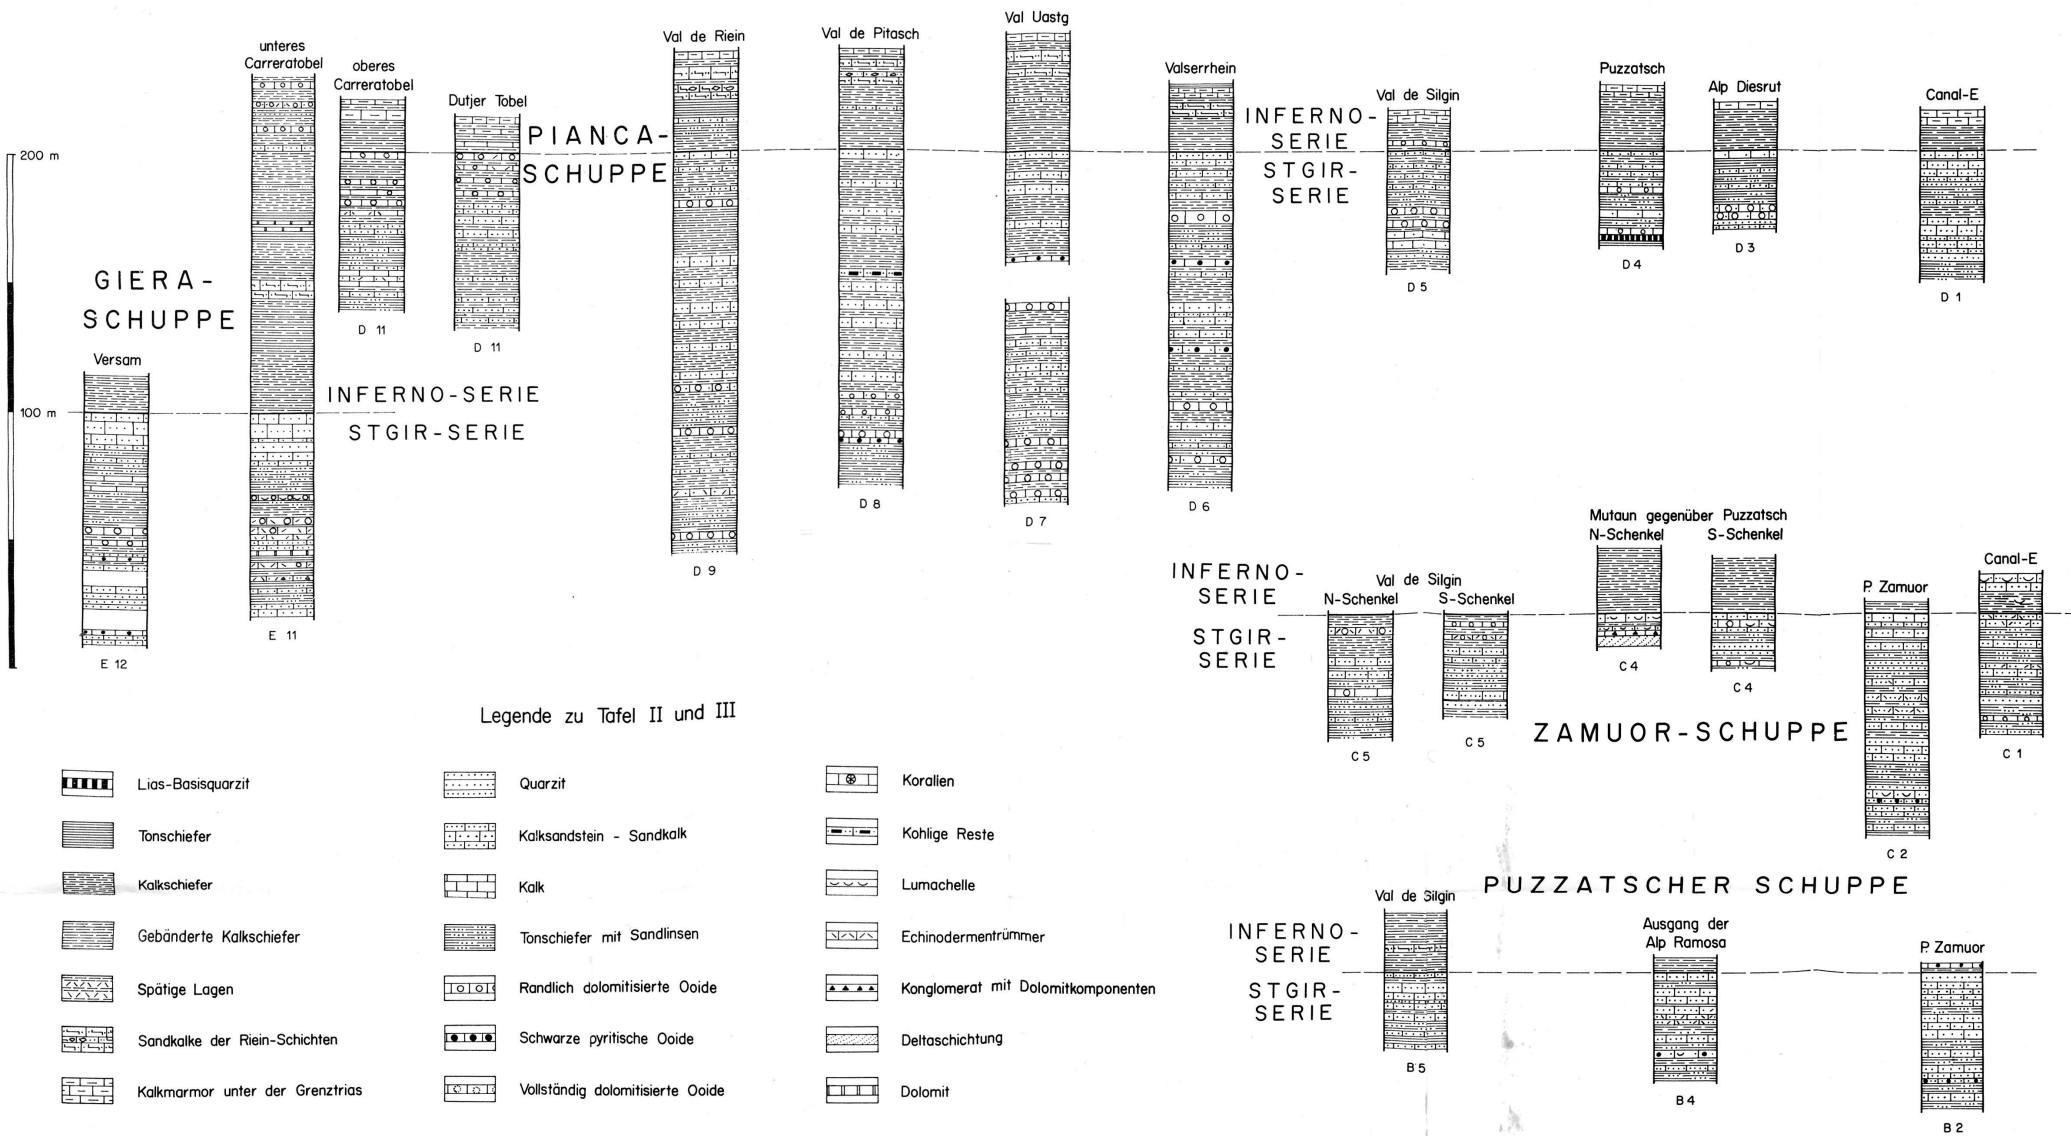 unteres
Carreratobel
oberes
Carreratobel
Dutjer Tobel
PIANCA-
SCHUPPE
Val de Riein
Val de Pitasch
Val Uastg
Valserrhein
INFERNO-
SERIE
STGIR-
SERIE
Val de Silgin
Puzzatsch
Alp Diesrut
Canal-E
200 m
GIERA-
SCHUPPE
Versam
D 11
D 11
D 5
D 4
D 3
D 1
100 m
INFERNO-SERIE
STGIR-SERIE
E 12
E 11
D 9
D 8
D 7
D 6
INFERNO-
SERIE
STGIR-
SERIE
Val de Silgin
N-Schenkel
S-Schenkel
Mutaun gegenüber Puzzatsch
N-Schenkel
S-Schenkel
P. Zamuor
Canal-E
C 5
C 5
C 4
C 4
C 2
C 1
ZAMUOR-SCHUPPE
PUZZATSCHER SCHUPPE
INFERNO-
SERIE
STGIR-
SERIE
Val de Silgin
Ausgang der
Alp Ramosa
P. Zamuor
B 5
B 4
B 2
Legende zu Tafel II und III
Lias-Basisquarzit
Tonschiefer
Kalkschiefer
Gebänderte Kalkschiefer
Spätige Lagen
Sandkalke der Riein-Schichten
Kalkmarmor unter der Grenztrias
Quarzit
Kalksandstein - Sandkalk
Kalk
Tonschiefer mit Sandlinsen
Randlich dolomitisierte Ooide
Schwarze pyritische Ooide
Vollständig dolomitisierte Ooide
Korallen
Kohlige Reste
Lumachelle
Echinodermentrümmer
Konglomerat mit Dolomitkomponenten
Deltaschichtung
Dolomit